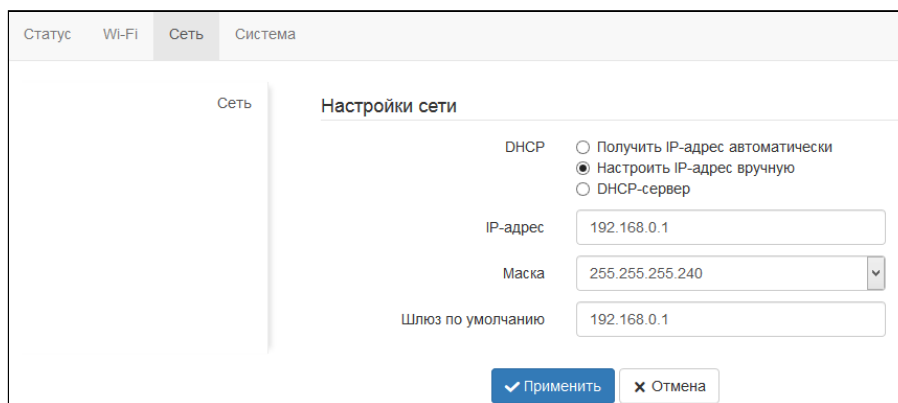 Статус Wi-Fi Сеть Система
Сеть
Настройки сети
DHCP
Получить IP-адрес автоматически
Настроить IP-адрес вручную
DHCP-сервер
IP-адрес 192.168.0.1
Маска 255.255.255.240
Шлюз по умолчанию 192.168.0.1
Применить Отмена